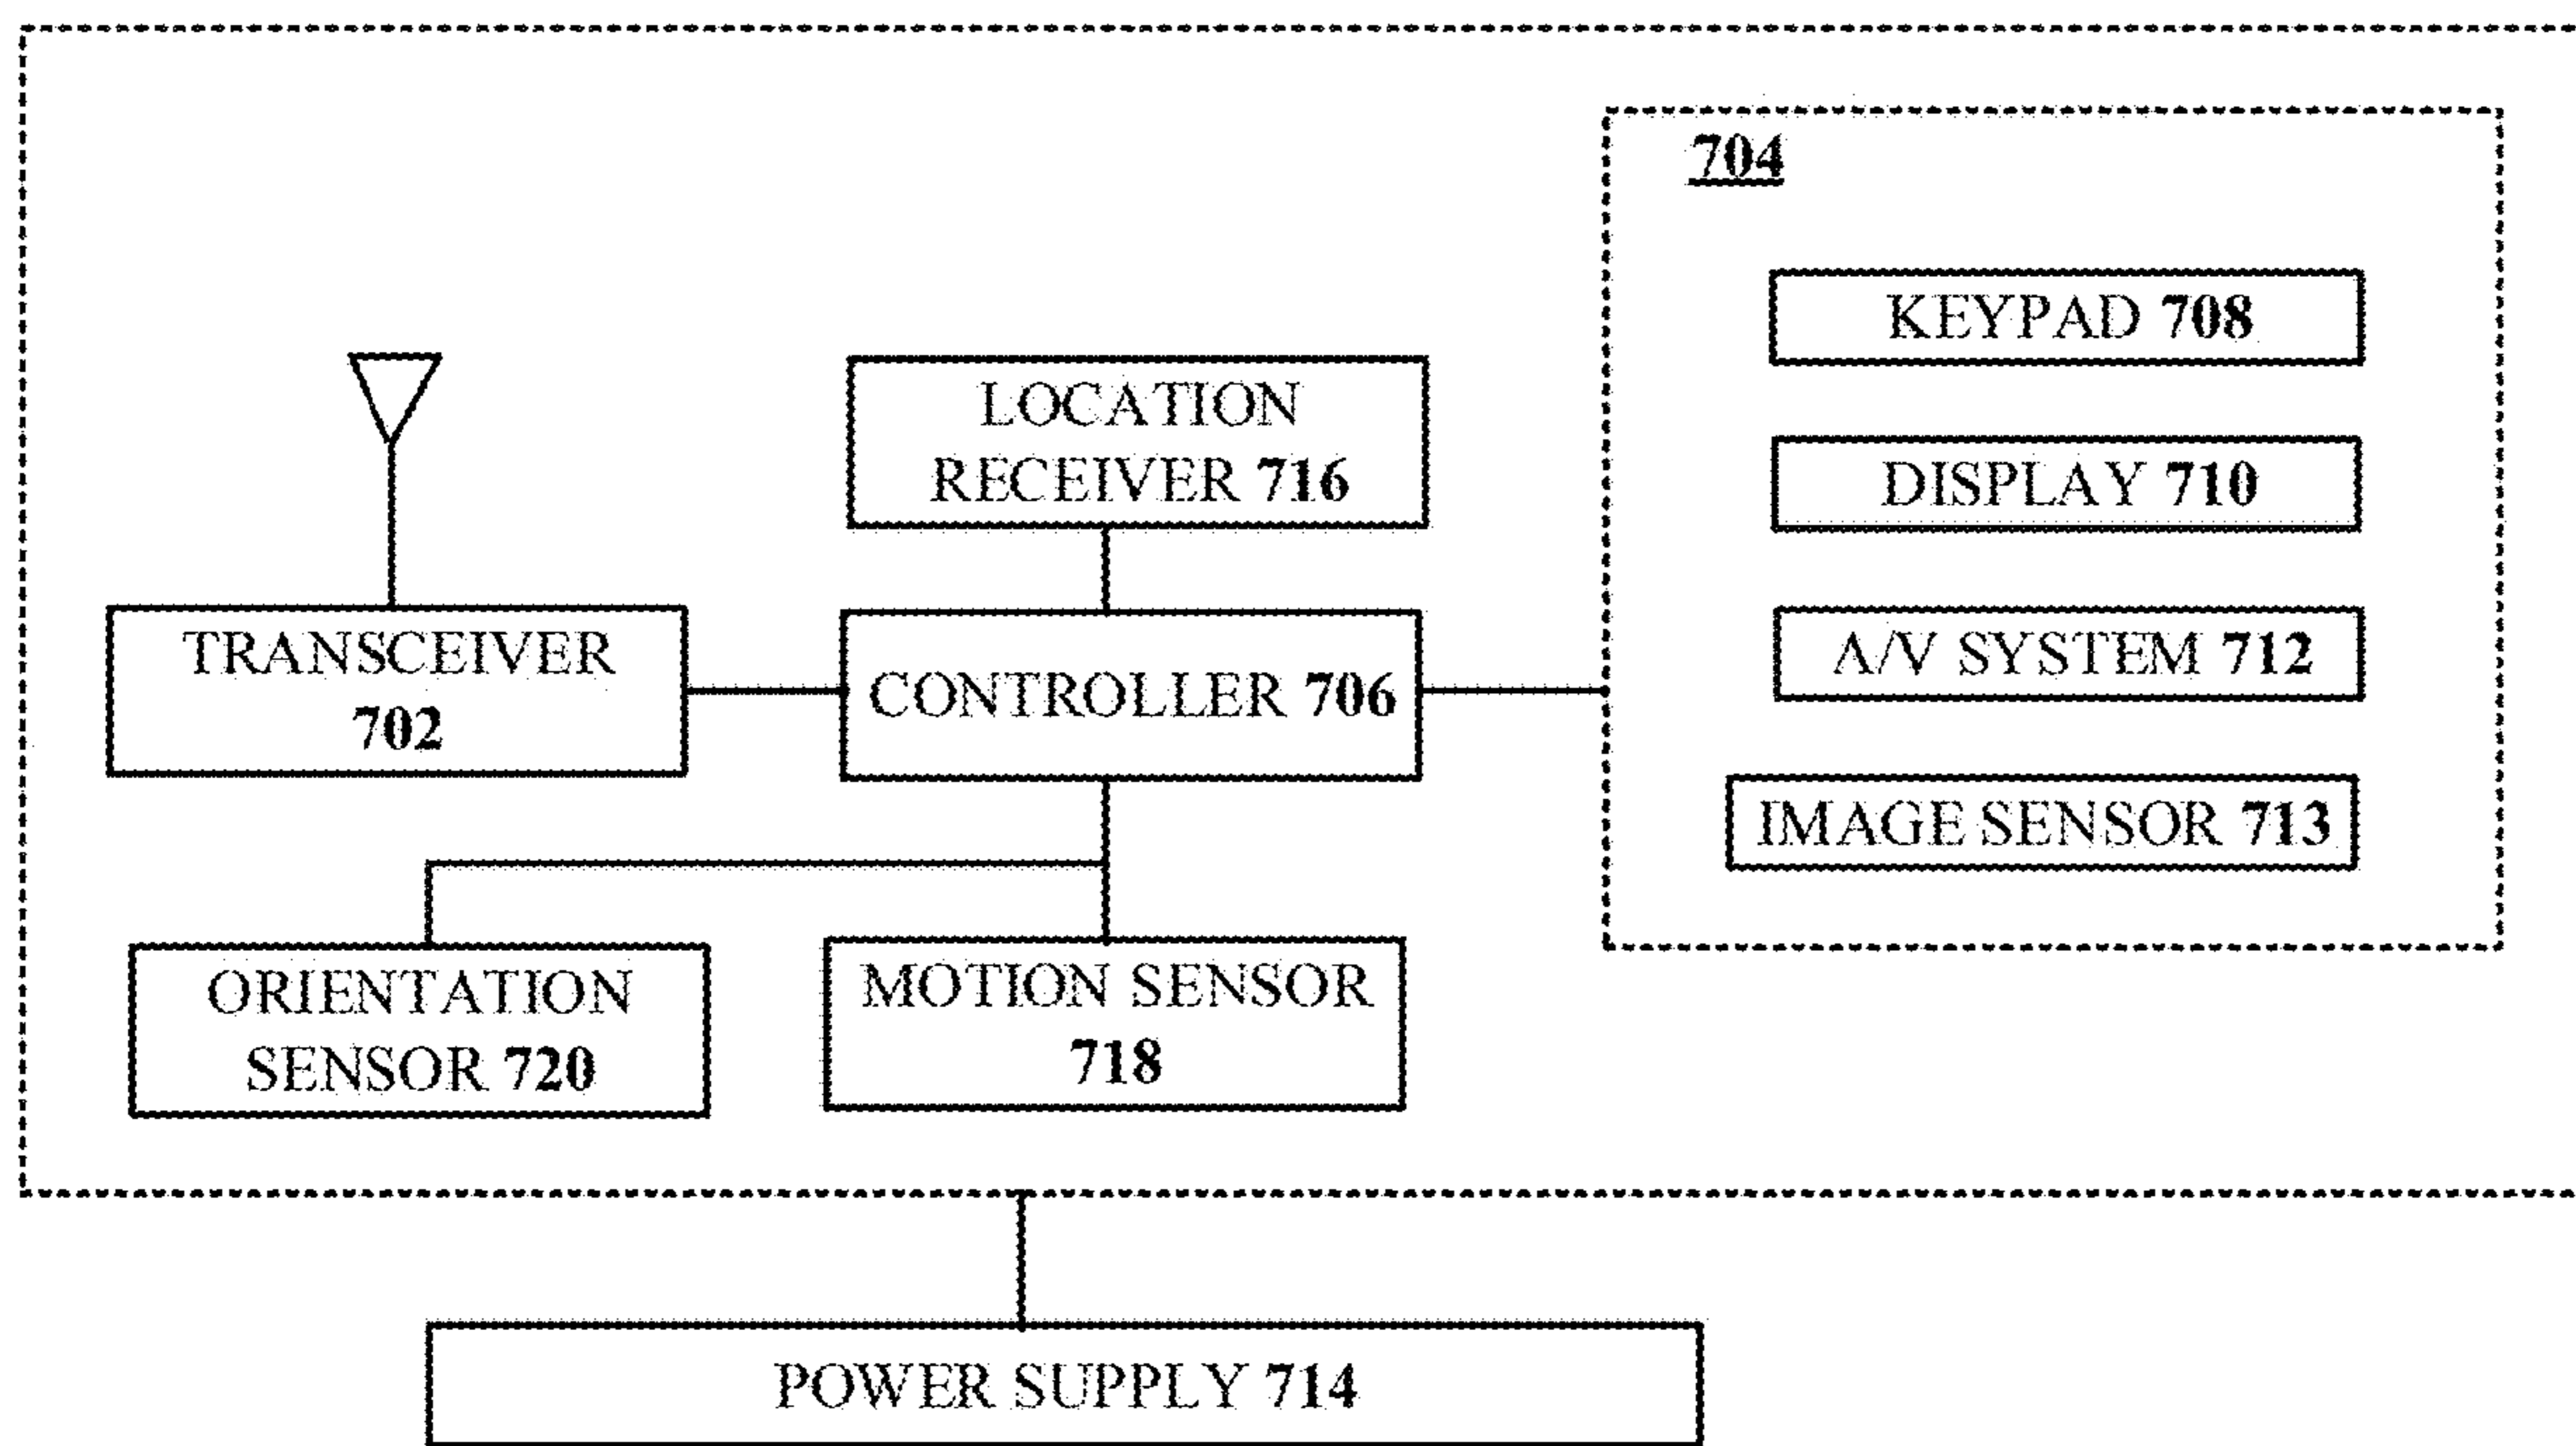 704
KEYPAD 708
DISPLAY 710
A/V SYSTEM 712
IMAGE SENSOR 713
LOCATION
RECEIVER 716
TRANSCEIVER
702
CONTROLLER 706
ORIENTATION
SENSOR 720
MOTION SENSOR
718
POWER SUPPLY 714